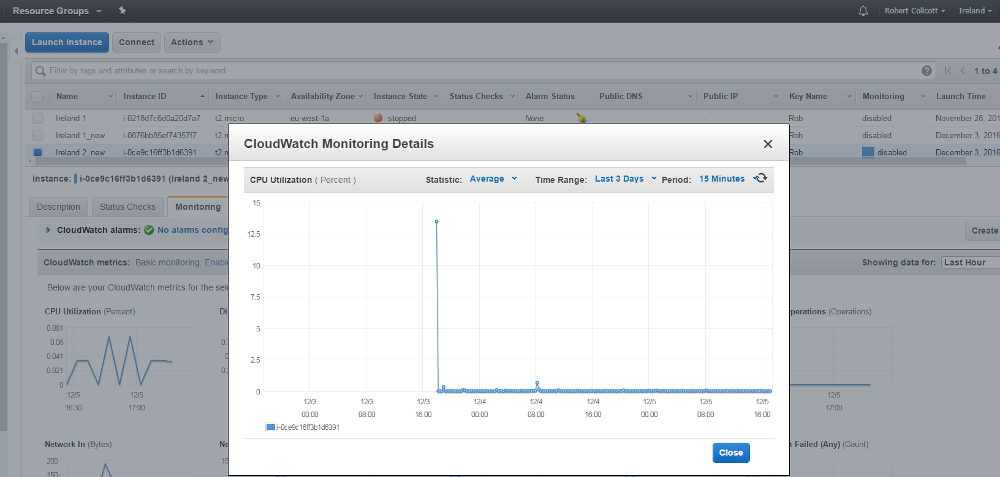 Resource Groups
Robert Collcott
Ireland
Launch Instance
Connect
Actions
Filter by tags and attributes or search by keyword
1 to 4
Name Instance ID Instance Type Availability Zone Instance State Status Checks Alarm Status Public DNS Public IP Key Name Monitoring Launch Time
Ireland 1 i-0218d7c6d0a20d7a7 t2.micro eu-west-1a stopped None - Rob disabled November 28, 201
Ireland 1_new i-0876bb85ef74357f7 Rob disabled December 3, 2016
Ireland 2_new i-0ce9c16ff3b1d6391 Rob disabled December 3, 2016
Instance: i-0ce9c16ff3b1d6391 (Ireland 2_new
Description
Status Checks
Monitoring
CloudWatch alarms: No alarms config
Create
CloudWatch metrics: Basic monitoring. Enable
Showing data for: Last Hour
Below are your CloudWatch metrics for the sel
CPU Utilization (Percent)
0.081
0.06
0.041
0.021
0
12/5 12/5
16:30 17:00
perations (Operations)
12/5
17:00
Network In (Bytes)
200
150
Failed (Any) (Count)
CloudWatch Monitoring Details
CPU Utilization ( Percent )
Statistic: Average
Time Range: Last 3 Days
Period: 15 Minutes
15
12.5
10
7.5
5
2.5
0
12/3 12/3 12/3 12/4 12/4 12/4 12/5 12/5 12/5
00:00 08:00 16:00 00:00 08:00 16:00 00:00 08:00 16:00
i-0ce9c16ff3b1d6391
Close